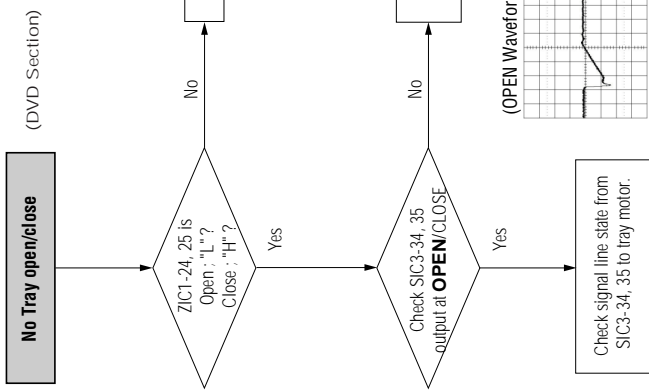 (DVD Section)
No Tray open/close
ZIC1-24, 25 is
Open ; "L" ?
Close ; "H" ?
No
Yes
Check SIC3-34, 35
output at OPEN/CLOSE
No
Yes
Check signal line state from
SIC3-34, 35 to tray motor.
(OPEN Wavefor